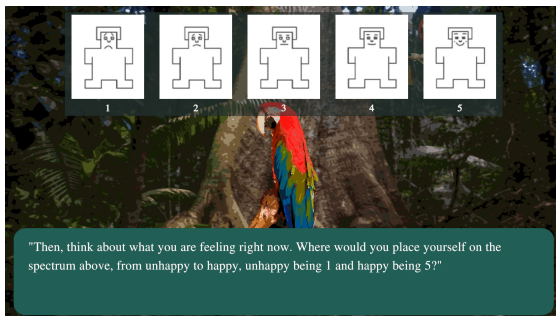 1 2 3 4 5
"Then, think about what you are feeling right now. Where would you place yourself on the
spectrum above, from unhappy to happy, unhappy being 1 and happy being 5?"